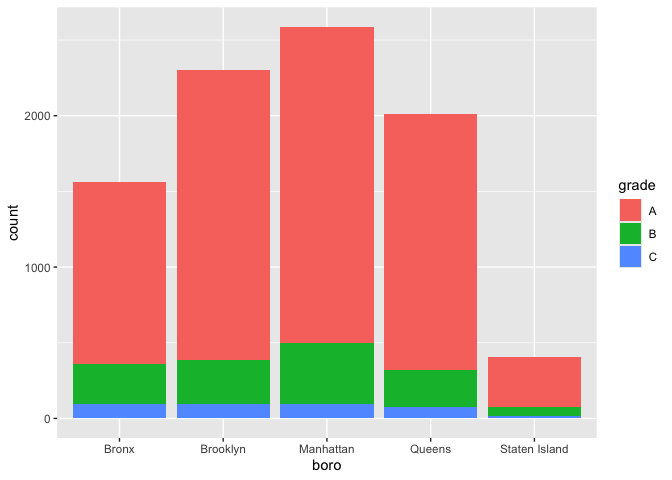 count
2000
1000
0
Bronx
Brooklyn
Manhattan
Queens
Staten Island
boro
grade
A
B
C